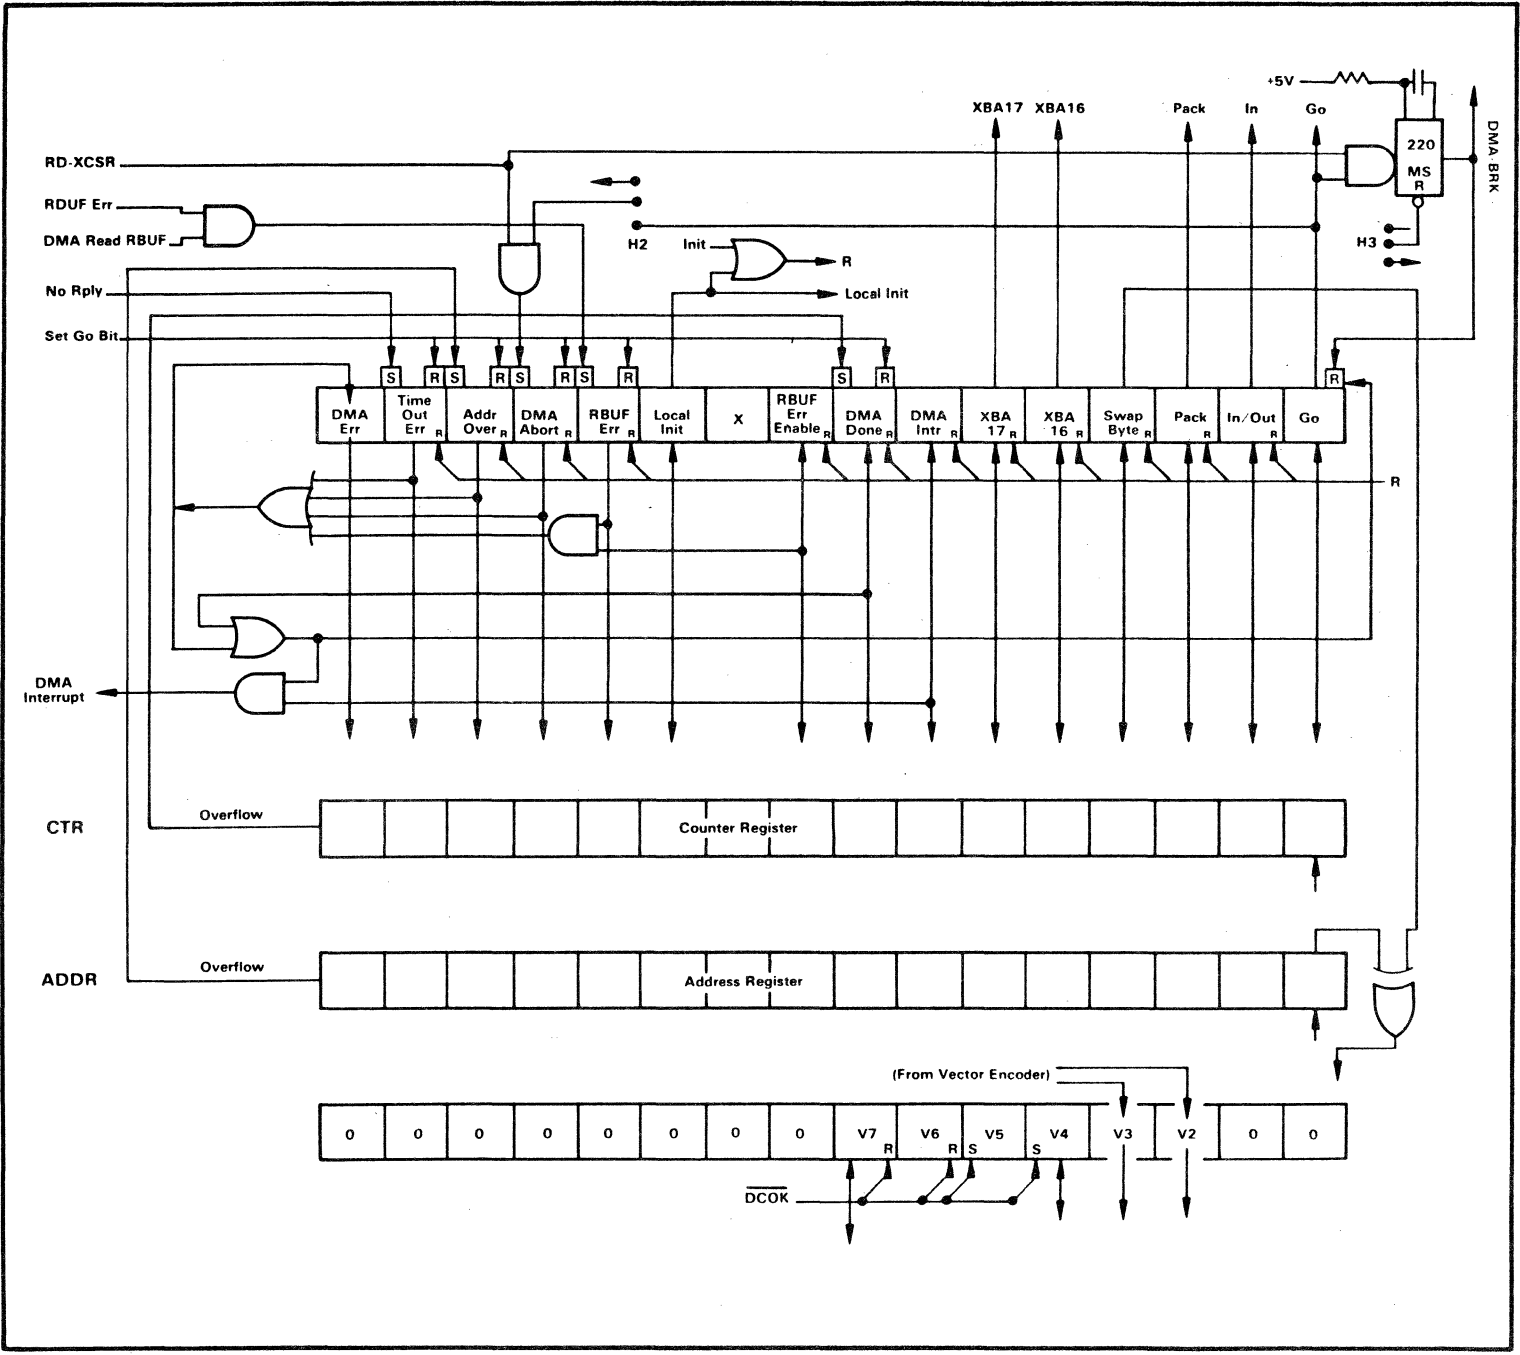 +5V
XBA17 XBA16 Pack In Go
220
MS
R
DMA BRK
RD-XCSR
RDUF Err
DMA Read RBUF
H2
Init
R
H3
No Rply
Local Init
Set Go Bit
S R S R S R S R S R R
DMA Err
Time Out Err R
Addr Over R
DMA Abort R
RBUF Err R
Local Init
X
RBUF Err Enable R
DMA Done R
DMA Intr
XBA 17 R
XBA 16 R
Swap Byte R
Pack R
In/Out R
Go
R
DMA
Interrupt
Overflow
CTR
Counter Register
Overflow
ADDR
Address Register
(From Vector Encoder)
0 0 0 0 0 0 0 0 V7 V6 V5 V4 V3 V2 0 0
R R S S
DCOK